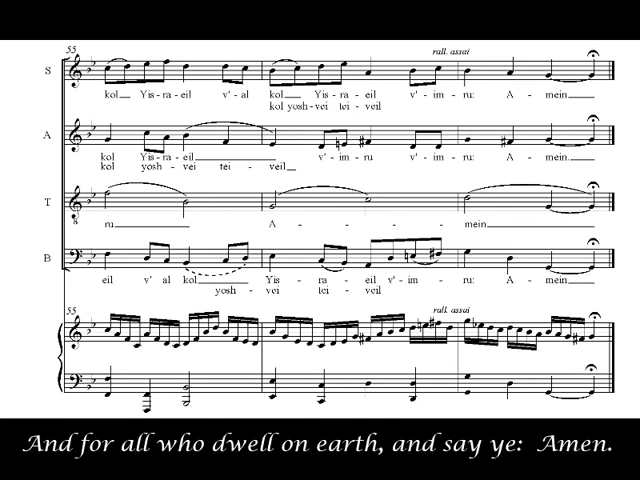 55
rall. assai
S
kol Yis - ra - eil v' - al kol Yis - ra - eil v' - im - ru: A - mein
kol yosh - vei tei - veil
A
kol Yis - ra - eil v' - im - ru v' - im - ru: A - mein.
kol yosh - vei tei - veil
T
8
ru A - - - - mein
B
eil v' al kol Yis - ra - eil v' - im - ru: A - mein
yosh - vei tei - veil
55
rall. assai
And for all who dwell on earth, and say ye: Amen.